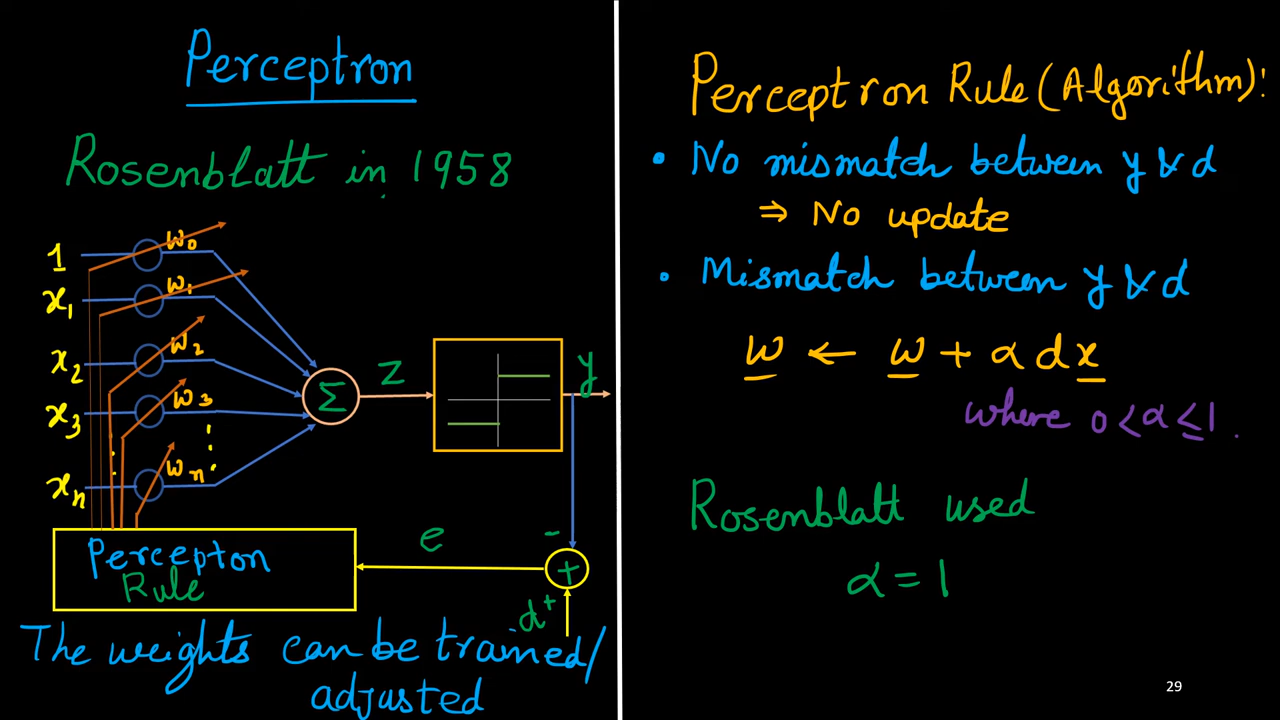 Perceptron
Rosenblatt in 1958
1
w₀
x₁
w₁
x₂
w₂
x₃
w₃
xₙ
wₙ
Σ
z
y
Percepton
Rule
e
-
+
d⁺
The weights can be trained/
adjusted
Perceptron Rule (Algorithm):
• No mismatch between y & d
⇒ No update
• Mismatch between y & d
w ← w + α d x
where 0 < α ≤ 1.
Rosenblatt used
α = 1
29